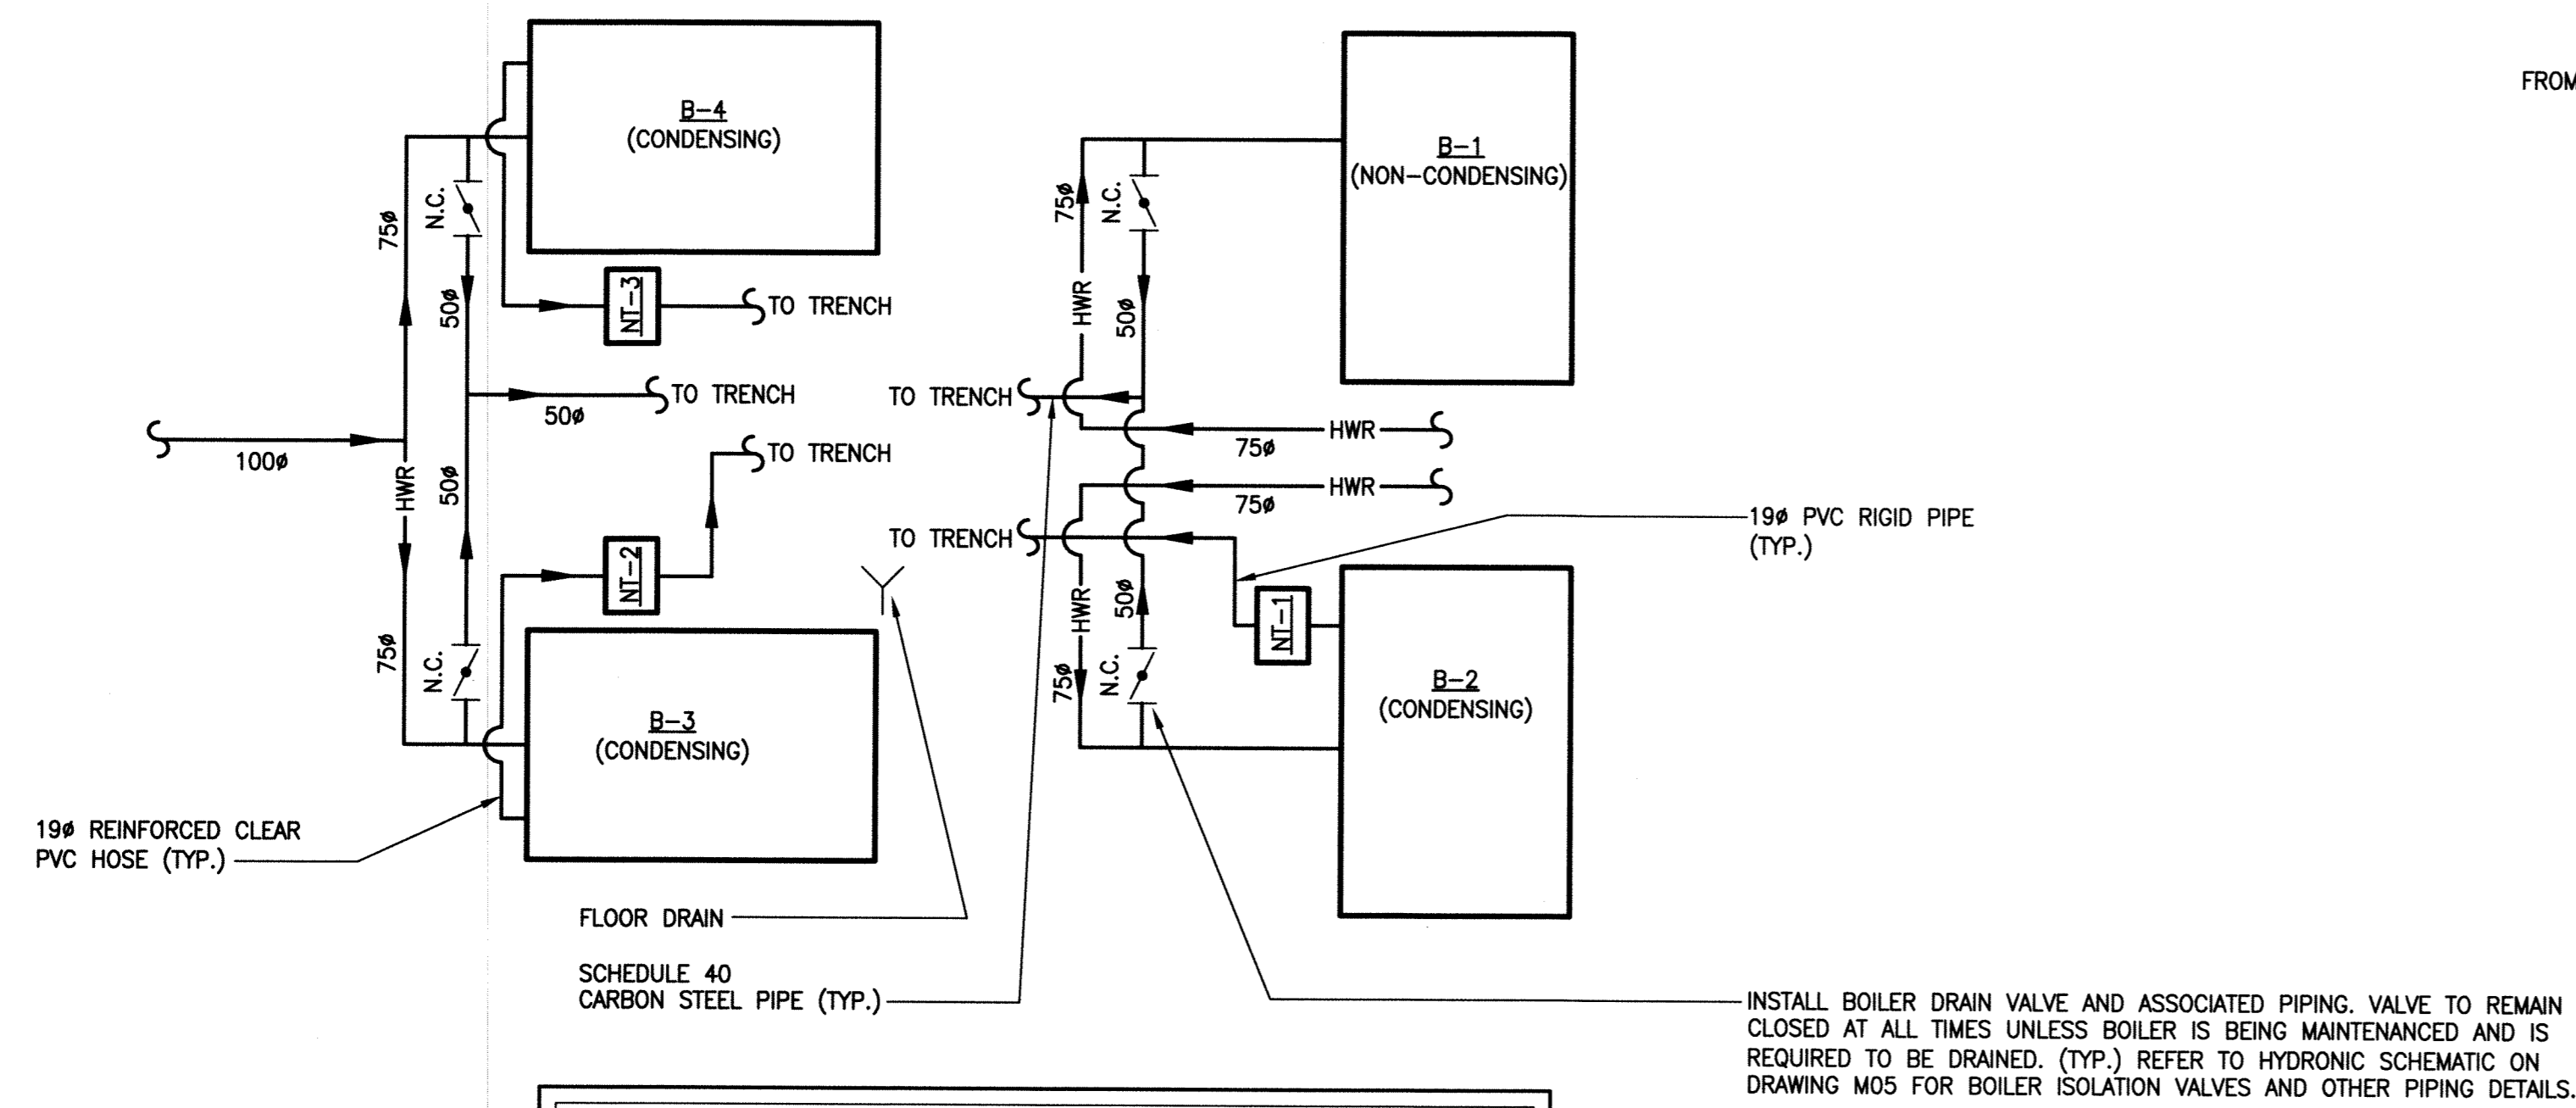 FROM
B-4
(CONDENSING)
B-1
(NON-CONDENSING)
75ø
N.C.
75ø
N.C.
50ø
NT-3
TO TRENCH
HWR
50ø
TO TRENCH
50ø
TO TRENCH
100ø
HWR
75ø
TO TRENCH
HWR
50ø
HWR
75ø
TO TRENCH
19ø PVC RIGID PIPE
(TYP.)
NT-2
HWR
50ø
NT-1
75ø
N.C.
75ø
N.C.
B-3
(CONDENSING)
B-2
(CONDENSING)
19ø REINFORCED CLEAR
PVC HOSE (TYP.)
FLOOR DRAIN
SCHEDULE 40
CARBON STEEL PIPE (TYP.)
INSTALL BOILER DRAIN VALVE AND ASSOCIATED PIPING. VALVE TO REMAIN
CLOSED AT ALL TIMES UNLESS BOILER IS BEING MAINTENANCED AND IS
REQUIRED TO BE DRAINED. (TYP.) REFER TO HYDRONIC SCHEMATIC ON
DRAWING M05 FOR BOILER ISOLATION VALVES AND OTHER PIPING DETAILS.